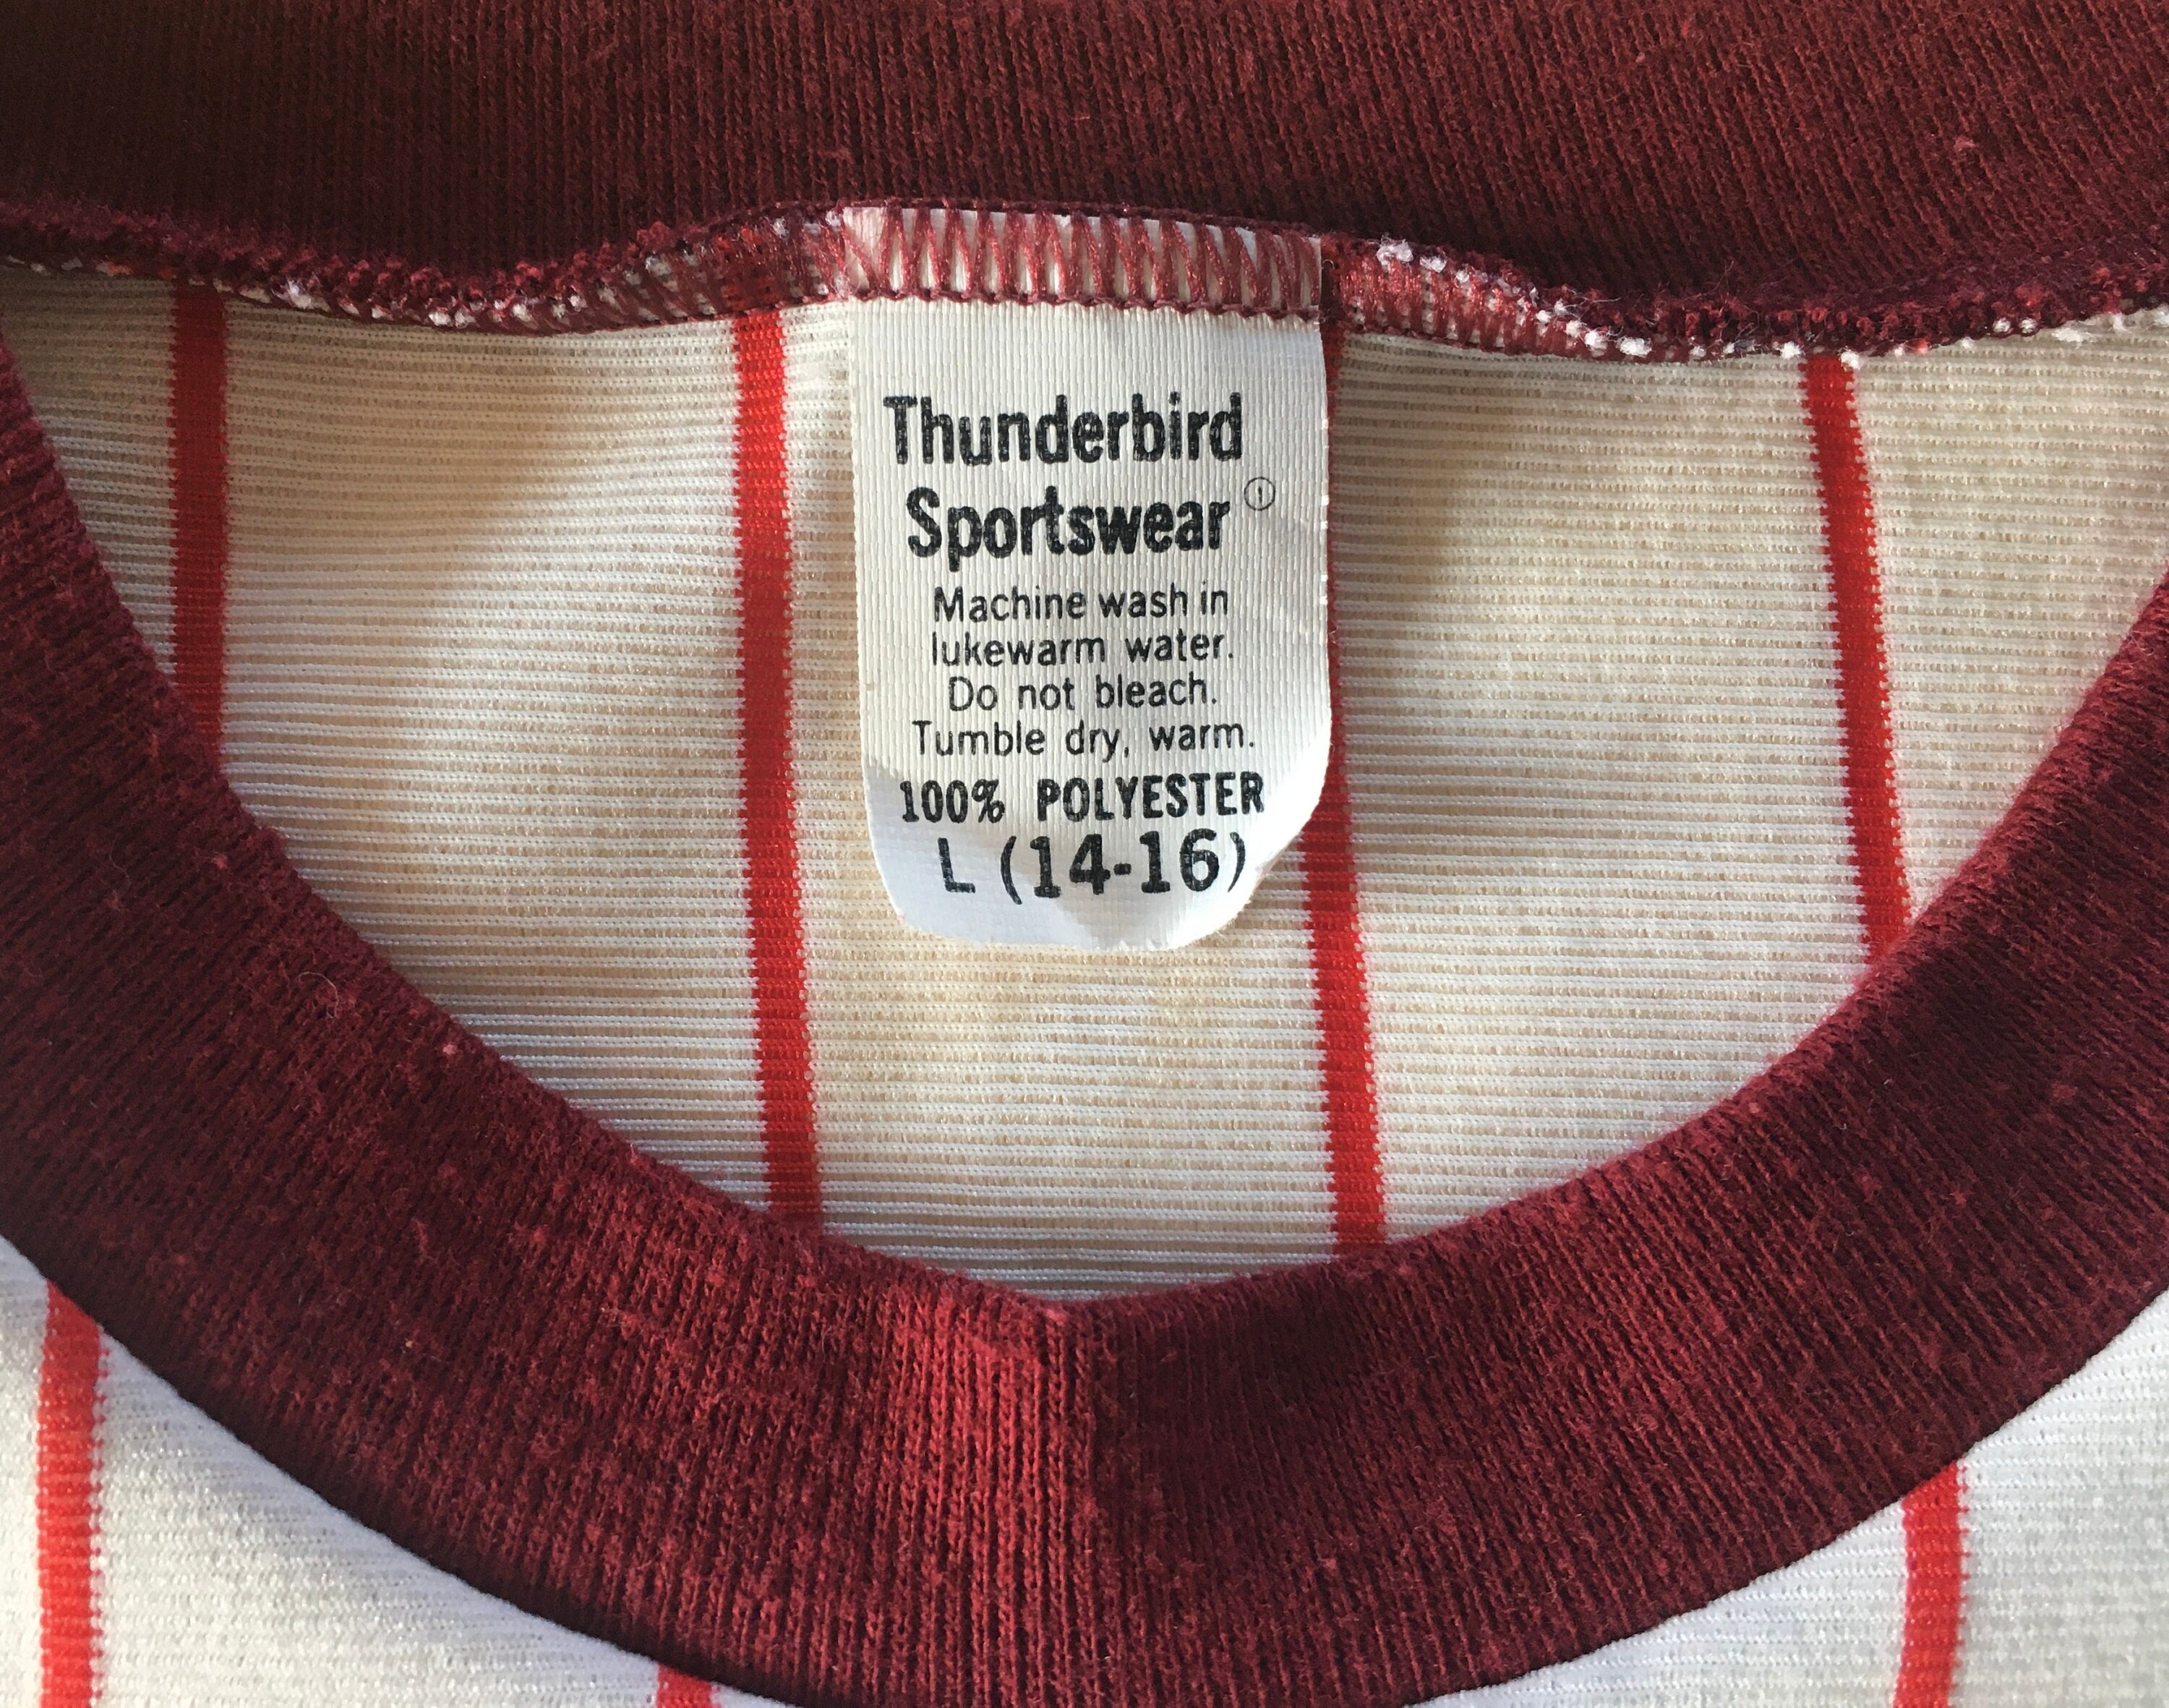 Thunderbird
Sportswear
Machine wash in
lukewarm water.
Do not bleach.
Tumble dry, warm.
100% POLYESTER
L (14-16)